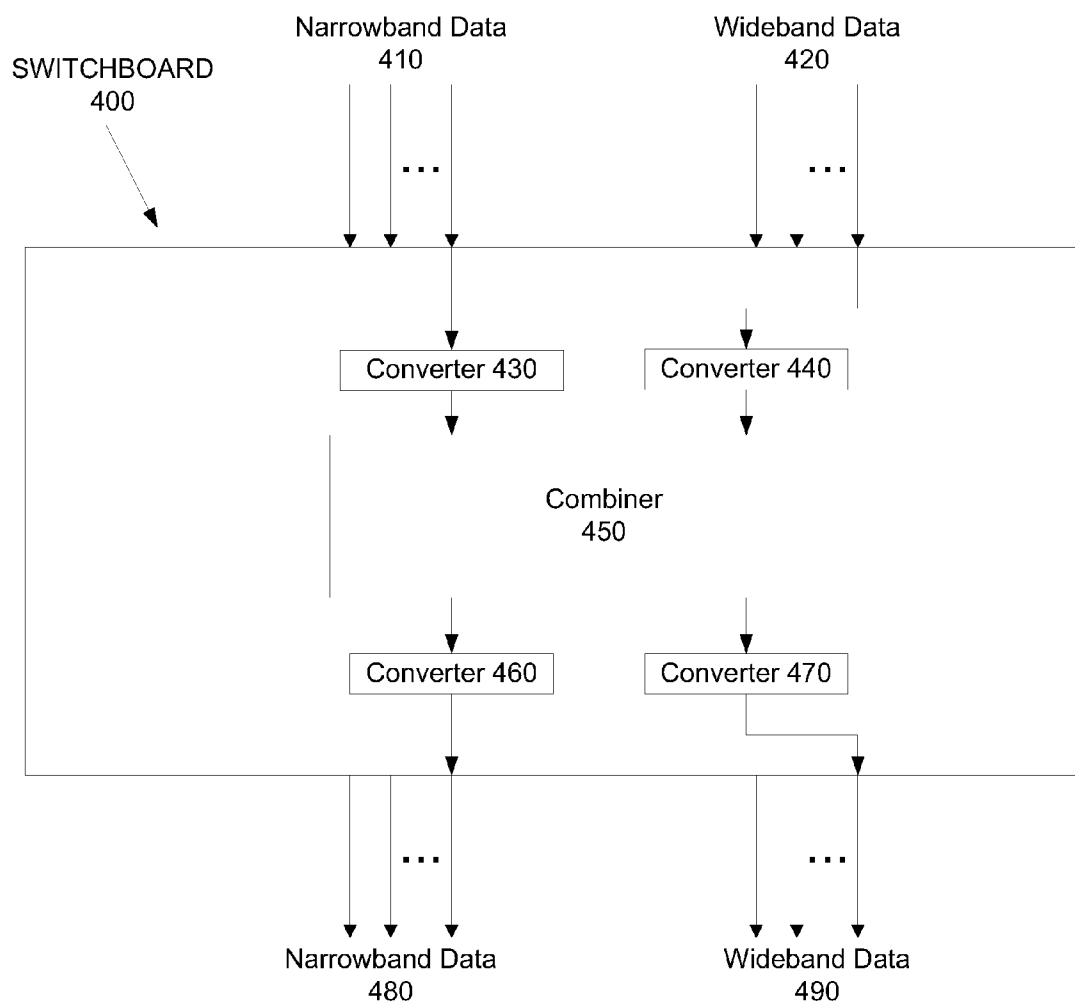 Narrowband Data
410
Wideband Data
420
SWITCHBOARD
400
...
...
Converter 430
Converter 440
Combiner
450
Converter 460
Converter 470
...
...
Narrowband Data
480
Wideband Data
490